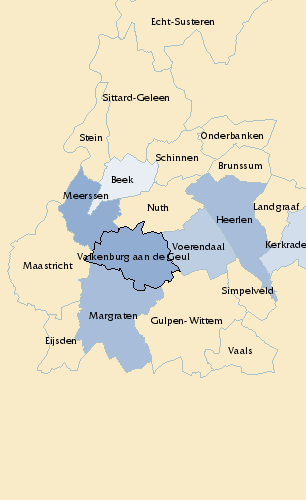 Echt-Susteren
Sittard-Geleen
Stein
Onderbanken
Schinnen
Brunssum
Beek
Meerssen
Nuth
Landgraaf
Heerlen
Voerendaal
Kerkrade
Valkenburg aan de Geul
Maastricht
Simpelveld
Margraten
Gulpen- Wittem
Eijsden
Vaals